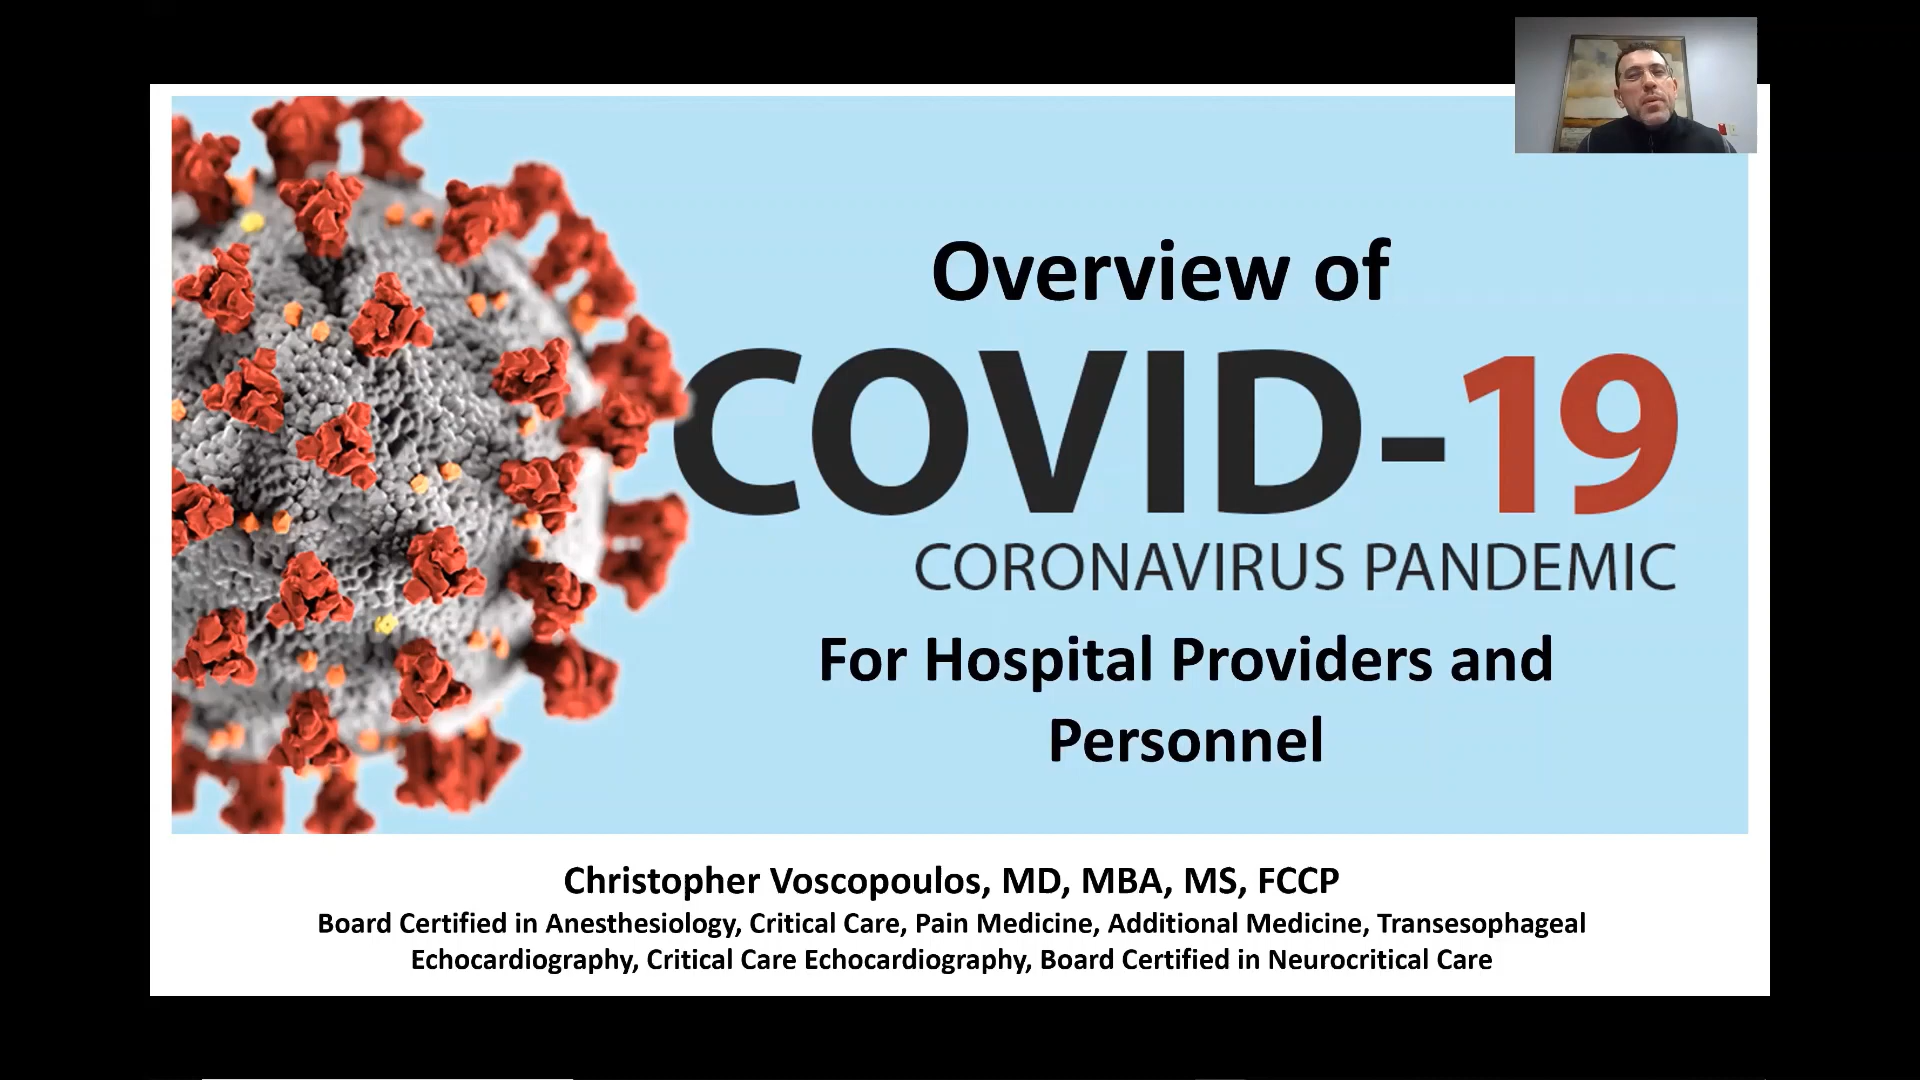 Overview of
COVID-19
CORONAVIRUS PANDEMIC
For Hospital Providers and
Personnel
Christopher Voscopoulos, MD, MBA, MS, FCCP
Board Certified in Anesthesiology, Critical Care, Pain Medicine, Additional Medicine, Transesophageal
Echocardiography, Critical Care Echocardiography, Board Certified in Neurocritical Care